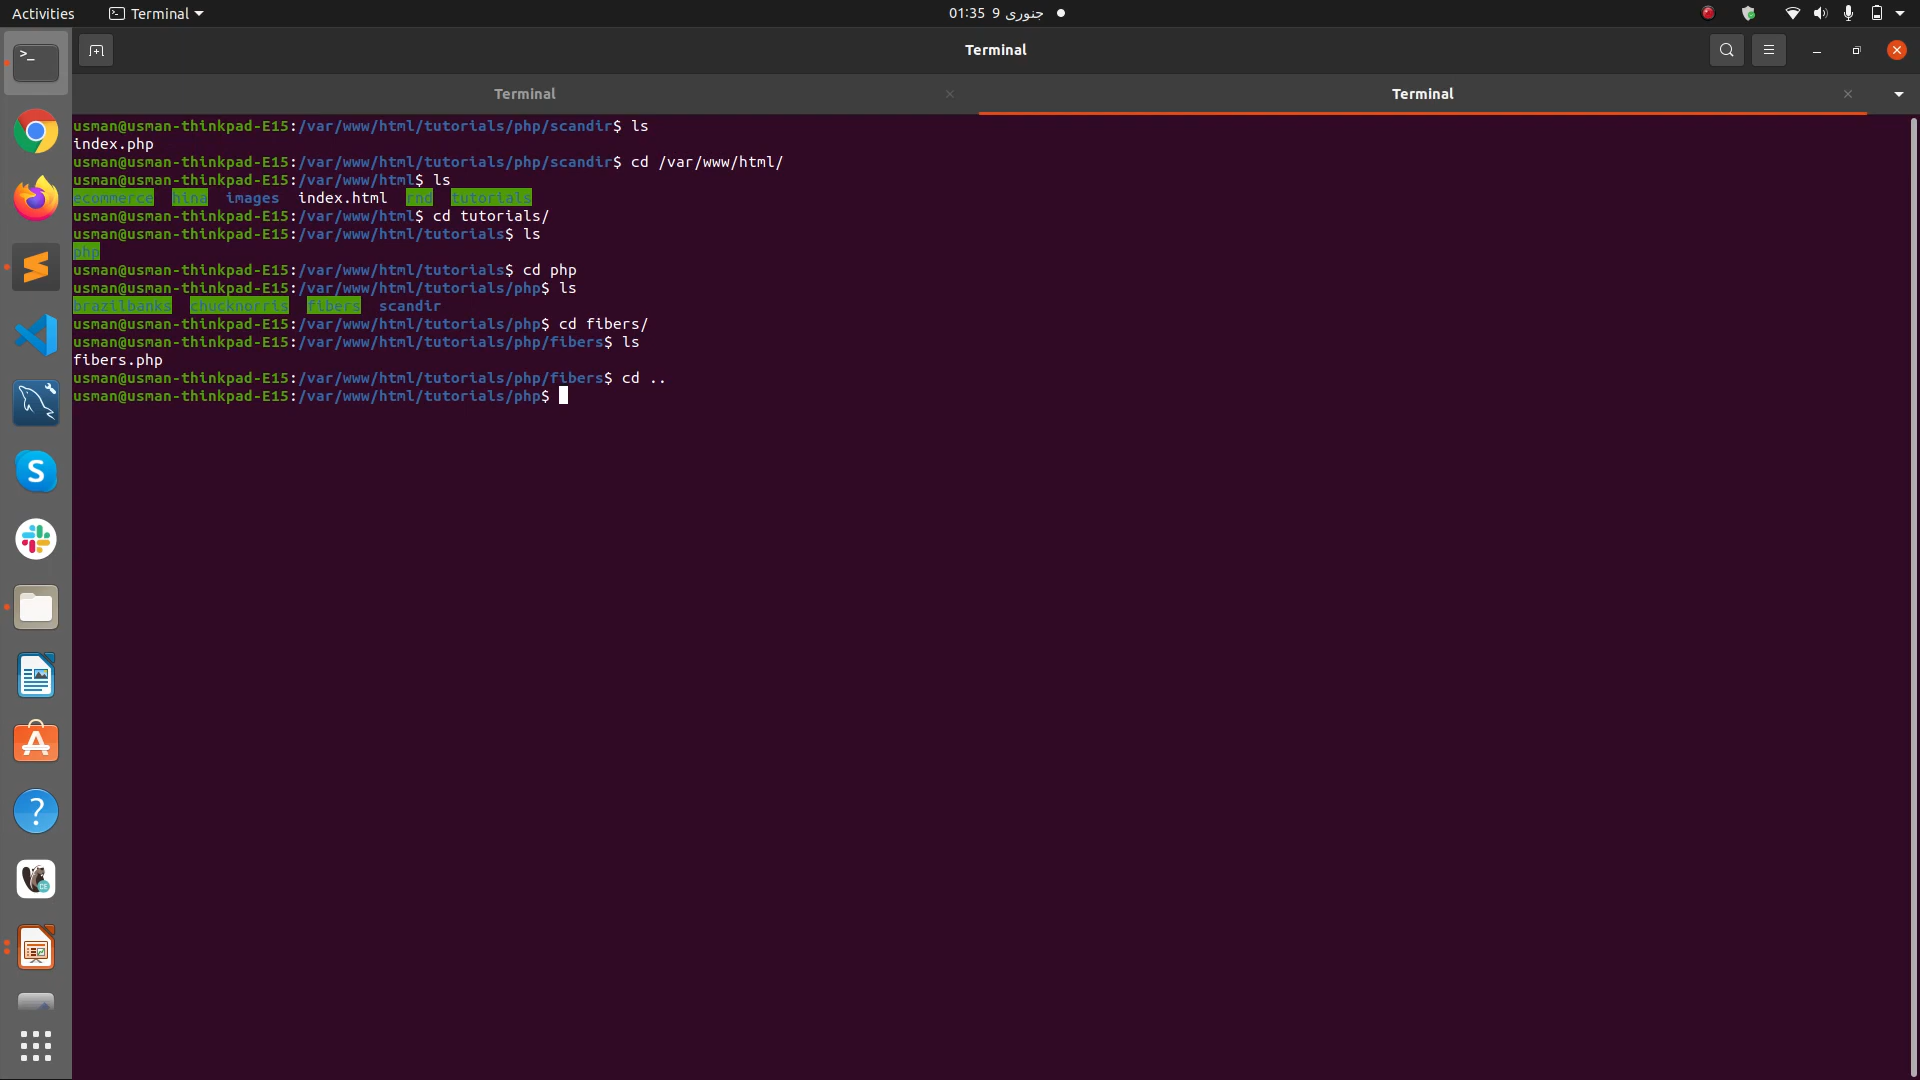 Activities Terminal 01:35 9 جنوری
Terminal
Terminal Terminal
usman@usman-thinkpad-E15:/var/www/html/tutorials/php/scandir$ ls
index.php
usman@usman-thinkpad-E15:/var/www/html/tutorials/php/scandir$ cd /var/www/html/
usman@usman-thinkpad-E15:/var/www/html$ ls
ecommerce hina images index.html rnd tutorials
usman@usman-thinkpad-E15:/var/www/html$ cd tutorials/
usman@usman-thinkpad-E15:/var/www/html/tutorials$ ls
php
usman@usman-thinkpad-E15:/var/www/html/tutorials$ cd php
usman@usman-thinkpad-E15:/var/www/html/tutorials/php$ ls
brazilbanks chucknorris fibers scandir
usman@usman-thinkpad-E15:/var/www/html/tutorials/php$ cd fibers/
usman@usman-thinkpad-E15:/var/www/html/tutorials/php/fibers$ ls
fibers.php
usman@usman-thinkpad-E15:/var/www/html/tutorials/php/fibers$ cd ..
usman@usman-thinkpad-E15:/var/www/html/tutorials/php$